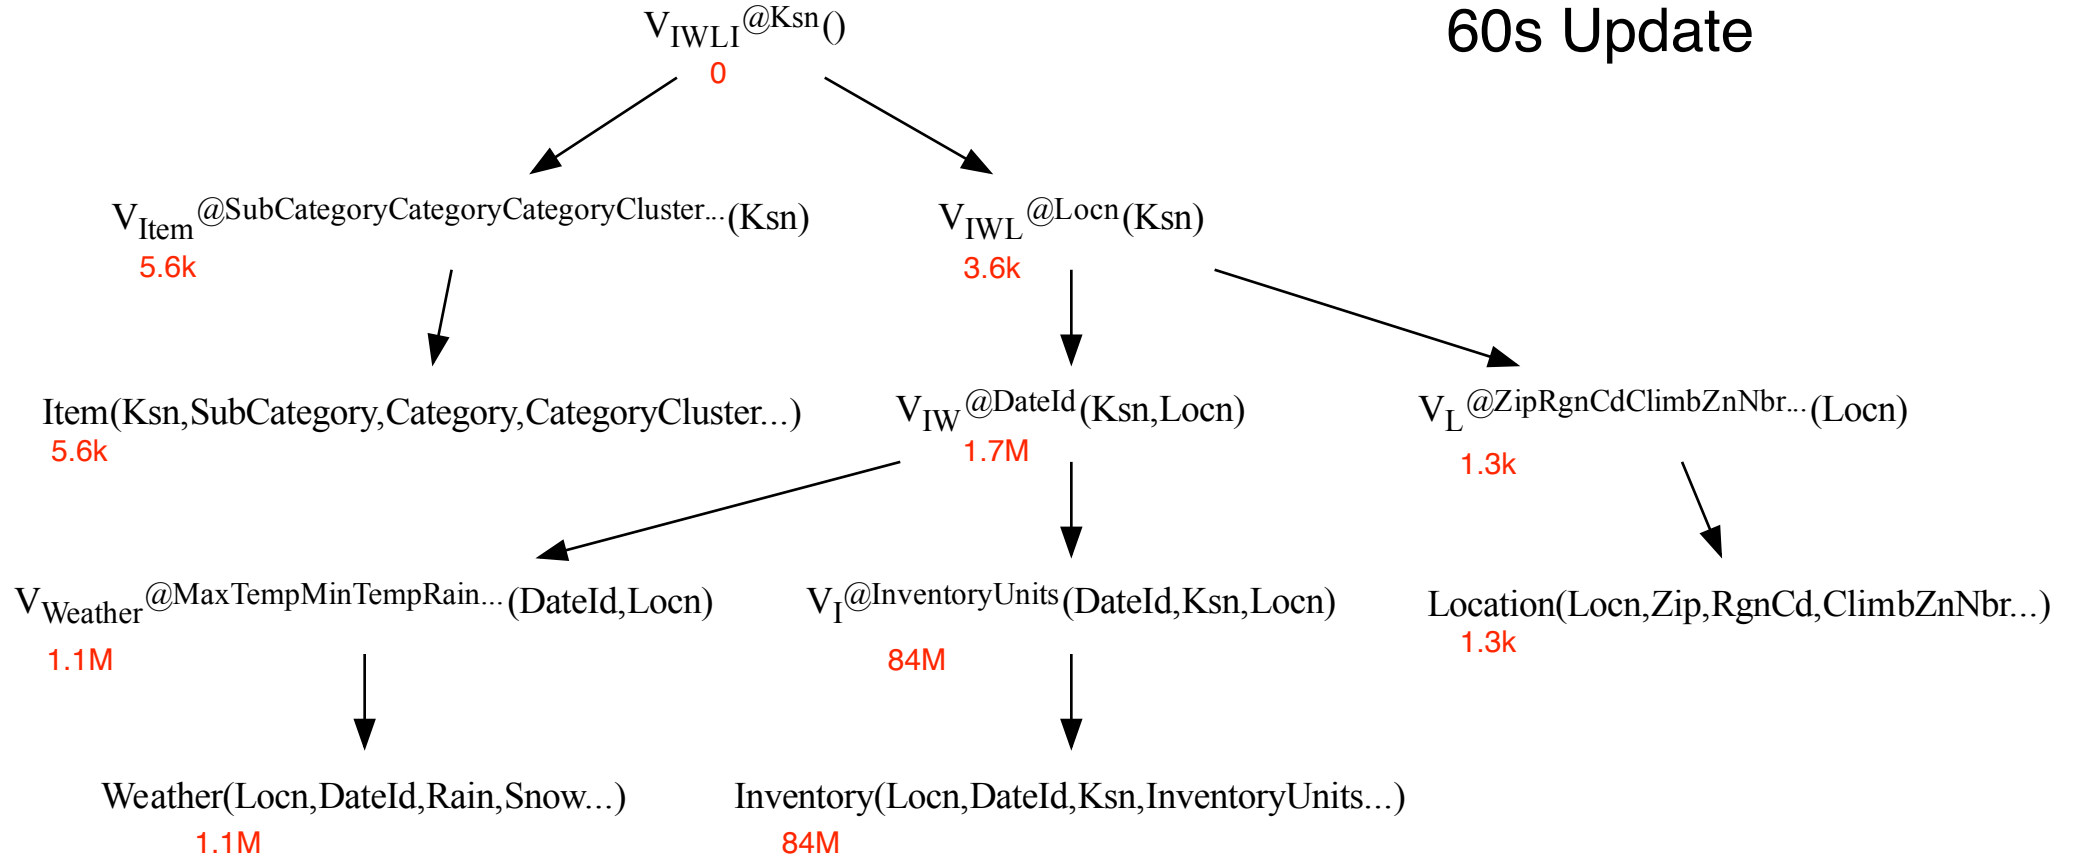 V_IWLI^@Ksn()
60s Update
0
V_Item^@SubCategoryCategoryCategoryCluster...(Ksn)
V_IWL^@Locn(Ksn)
5.6k
3.6k
Item(Ksn,SubCategory,Category,CategoryCluster...)
V_IW^@DateId(Ksn,Locn)
V_L^@ZipRgnCdClimbZnNbr...(Locn)
5.6k
1.7M
1.3k
V_Weather^@MaxTempMinTempRain...(DateId,Locn)
V_I^@InventoryUnits(DateId,Ksn,Locn)
Location(Locn,Zip,RgnCd,ClimbZnNbr...)
1.1M
84M
1.3k
Weather(Locn,DateId,Rain,Snow...)
Inventory(Locn,DateId,Ksn,InventoryUnits...)
1.1M
84M